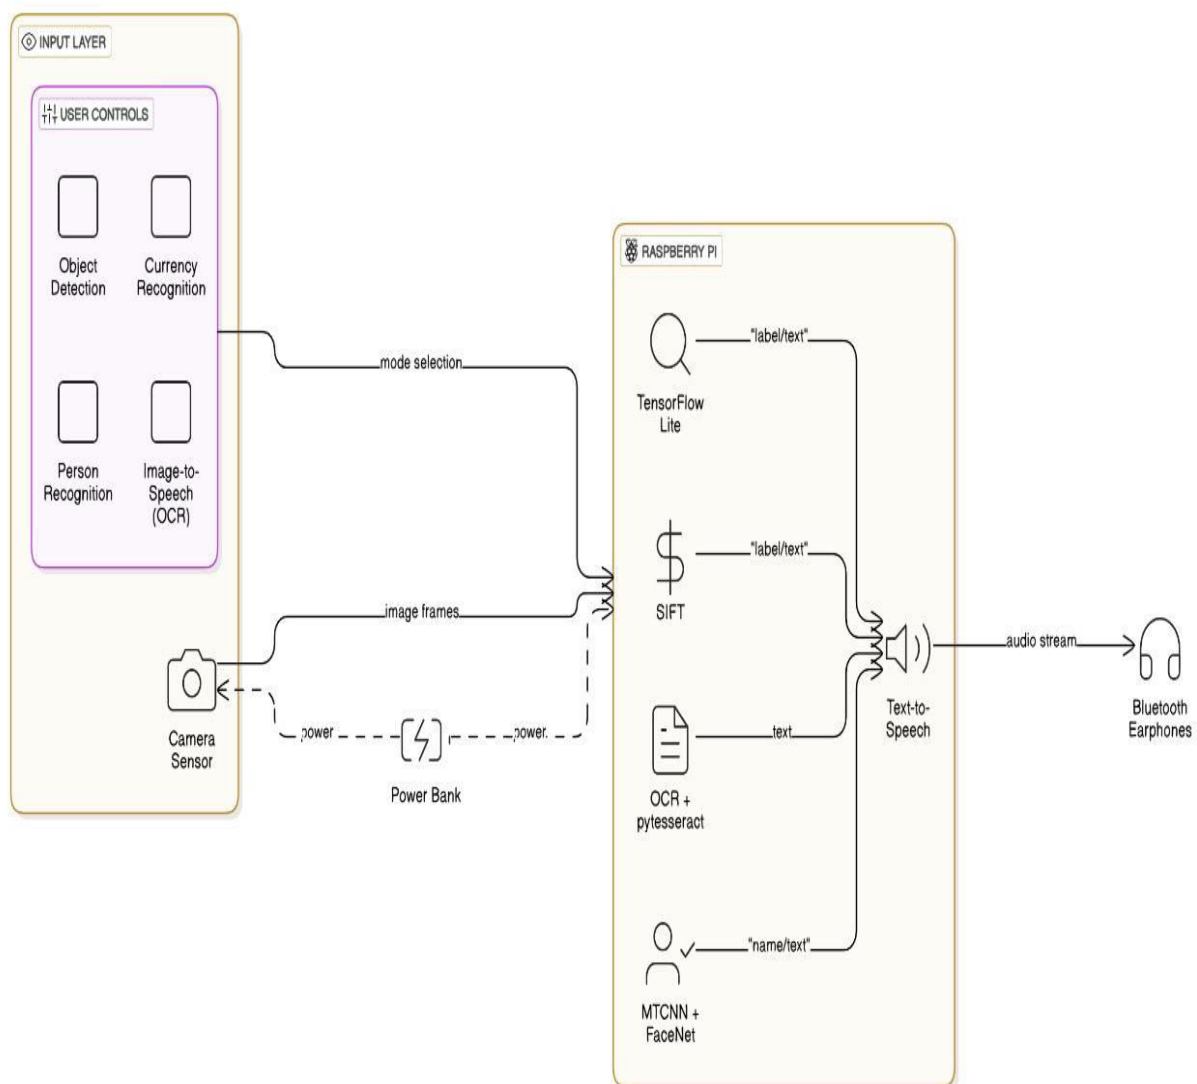 INPUT LAYER
USER CONTROLS
Object
Detection
Currency
Recognition
Person
Recognition
Image-to-
Speech
(OCR)
mode selection
image frames
Camera
Sensor
power
power.
Power Bank
RASPBERRY PI
"label/text"
TensorFlow
Lite
"label/text"
SIFT
text
OCR +
pytesseract
"name/text"
MTCNN +
FaceNet
Text-to-
Speech
audio stream
Bluetooth
Earphones